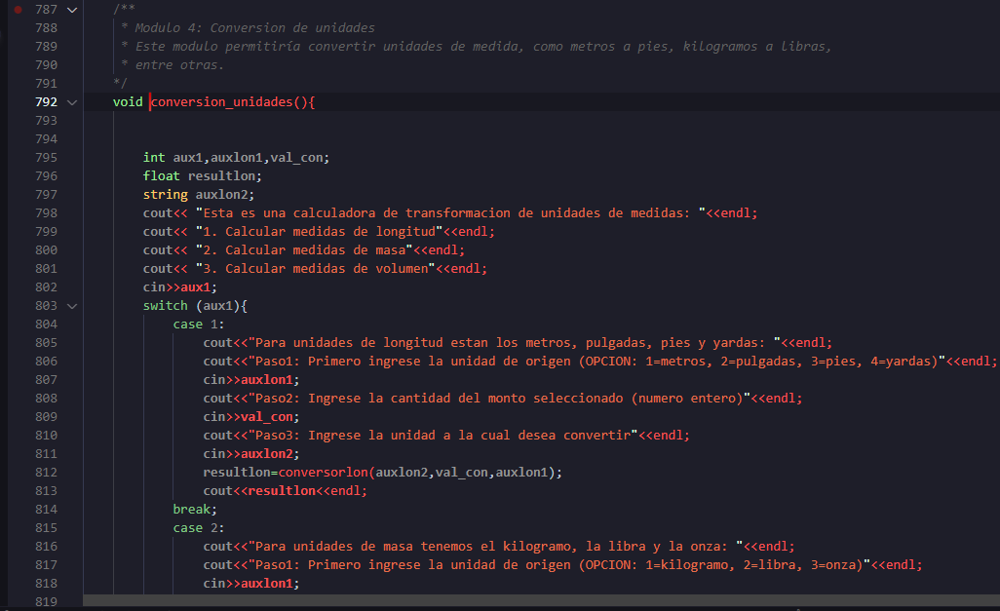 787 /**
788 * Modulo 4: Conversion de unidades
789 * Este modulo permitiría convertir unidades de medida, como metros a pies, kilogramos a libras,
790 * entre otras.
791 */
792 void conversion_unidades(){
793
794
795 int aux1,auxlon1,val_con;
796 float resultlon;
797 string auxlon2;
798 cout<< "Esta es una calculadora de transformacion de unidades de medidas: "<<endl;
799 cout<< "1. Calcular medidas de longitud"<<endl;
800 cout<< "2. Calcular medidas de masa"<<endl;
801 cout<< "3. Calcular medidas de volumen"<<endl;
802 cin>>aux1;
803 switch (aux1){
804 case 1:
805 cout<<"Para unidades de longitud estan los metros, pulgadas, pies y yardas: "<<endl;
806 cout<<"Paso1: Primero ingrese la unidad de origen (OPCION: 1=metros, 2=pulgadas, 3=pies, 4=yardas)"<<endl;
807 cin>>auxlon1;
808 cout<<"Paso2: Ingrese la cantidad del monto seleccionado (numero entero)"<<endl;
809 cin>>val_con;
810 cout<<"Paso3: Ingrese la unidad a la cual desea convertir"<<endl;
811 cin>>auxlon2;
812 resultlon=conversorlon(auxlon2,val_con,auxlon1);
813 cout<<resultlon<<endl;
814 break;
815 case 2:
816 cout<<"Para unidades de masa tenemos el kilogramo, la libra y la onza: "<<endl;
817 cout<<"Paso1: Primero ingrese la unidad de origen (OPCION: 1=kilogramo, 2=libra, 3=onza)"<<endl;
818 cin>>auxlon1;
819